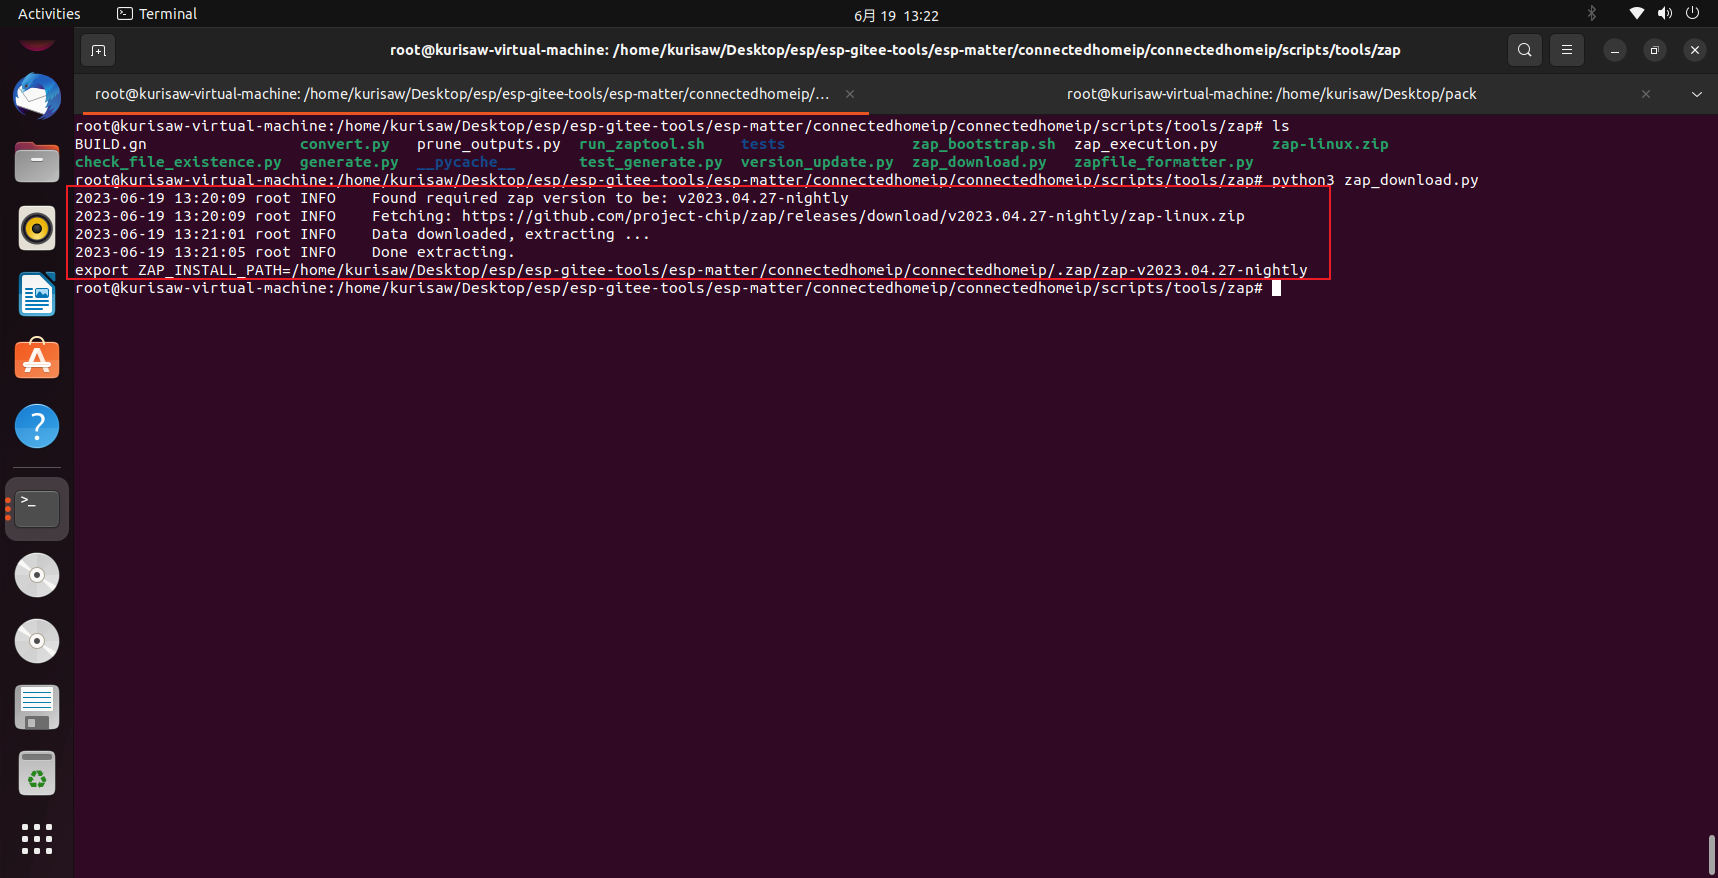 Activities Terminal 6月 19 13:22
root@kurisaw-virtual-machine: /home/kurisaw/Desktop/esp/esp-gitee-tools/esp-matter/connectedhomeip/connectedhomeip/scripts/tools/zap
root@kurisaw-virtual-machine: /home/kurisaw/Desktop/esp/esp-gitee-tools/esp-matter/connectedhomeip/... root@kurisaw-virtual-machine: /home/kurisaw/Desktop/pack
root@kurisaw-virtual-machine:/home/kurisaw/Desktop/esp/esp-gitee-tools/esp-matter/connectedhomeip/connectedhomeip/scripts/tools/zap# ls
BUILD.gn convert.py prune_outputs.py run_zaptool.sh tests zap_bootstrap.sh zap_execution.py zap-linux.zip
check_file_existence.py generate.py __pycache__ test_generate.py version_update.py zap_download.py zapfile_formatter.py
root@kurisaw-virtual-machine:/home/kurisaw/Desktop/esp/esp-gitee-tools/esp-matter/connectedhomeip/connectedhomeip/scripts/tools/zap# python3 zap_download.py
2023-06-19 13:20:09 root INFO Found required zap version to be: v2023.04.27-nightly
2023-06-19 13:20:09 root INFO Fetching: https://github.com/project-chip/zap/releases/download/v2023.04.27-nightly/zap-linux.zip
2023-06-19 13:21:01 root INFO Data downloaded, extracting ...
2023-06-19 13:21:05 root INFO Done extracting.
export ZAP_INSTALL_PATH=/home/kurisaw/Desktop/esp/esp-gitee-tools/esp-matter/connectedhomeip/connectedhomeip/.zap/zap-v2023.04.27-nightly
root@kurisaw-virtual-machine:/home/kurisaw/Desktop/esp/esp-gitee-tools/esp-matter/connectedhomeip/connectedhomeip/scripts/tools/zap#